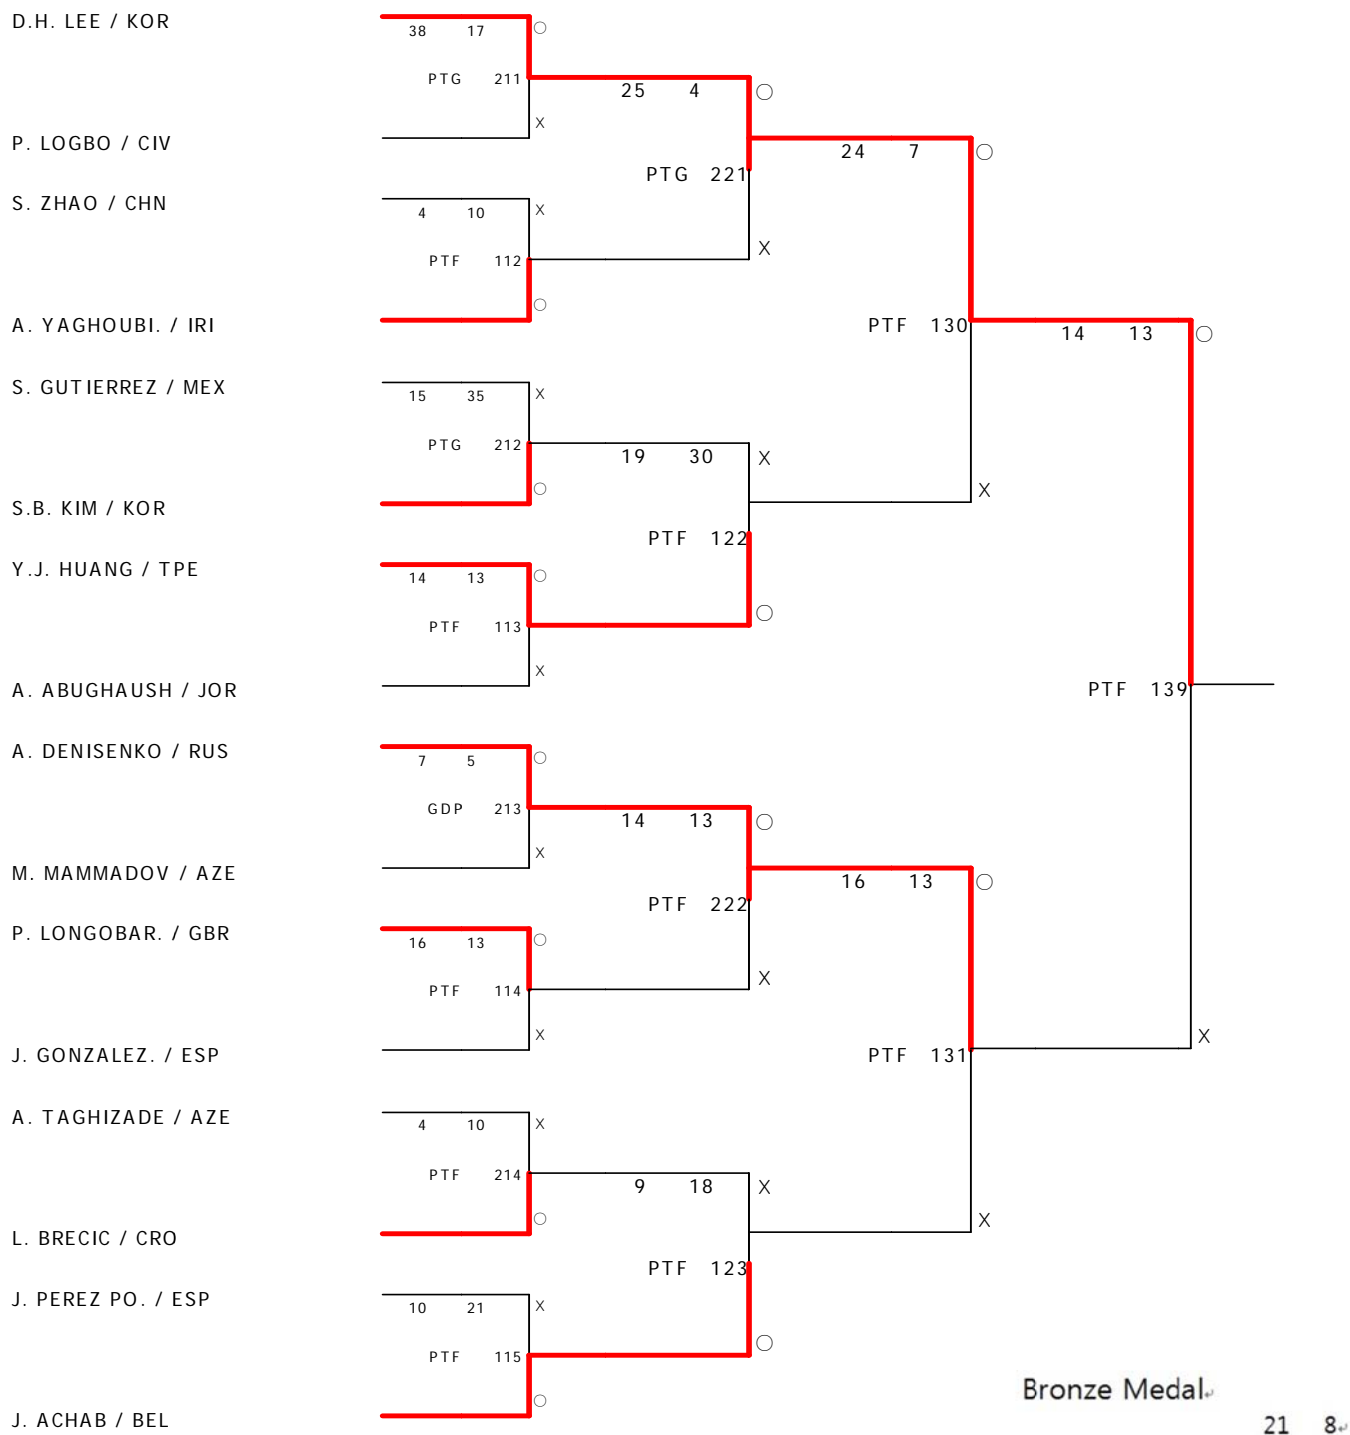 D.H. LEE / KOR
38 17 ○
PTG 211
25 4 ○
X
P. LOGBO / CIV
24 7 ○
PTG 221
S. ZHAO / CHN
4 10 X
X
PTF 112
○
A. YAGHOUBI. / IRI
PTF 130
14 13 ○
S. GUTIERREZ / MEX
15 35 X
PTG 212
19 30 X
○
X
S.B. KIM / KOR
PTF 122
Y.J. HUANG / TPE
14 13 ○
○
PTF 113
X
A. ABUGHAUSH / JOR
PTF 139
A. DENISENKO / RUS
7 5 ○
GDP 213
14 13 ○
X
M. MAMMADOV / AZE
16 13 ○
PTF 222
P. LONGOBAR. / GBR
16 13 ○
X
PTF 114
X
X
J. GONZALEZ. / ESP
PTF 131
A. TAGHIZADE / AZE
4 10 X
PTF 214
9 18 X
○
X
L. BRECIC / CRO
PTF 123
J. PEREZ PO. / ESP
10 21 X
○
PTF 115
○
Bronze Medal
J. ACHAB / BEL
21 8